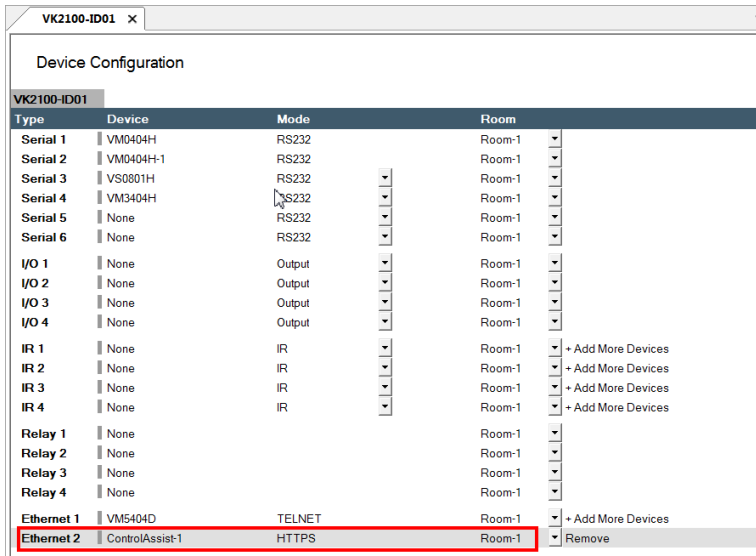 VK2100-ID01 ×
Device Configuration
VK2100-ID01
Type Device Mode Room
Serial 1 VM0404H RS232 Room-1
Serial 2 VM0404H-1 RS232 Room-1
Serial 3 VS0801H RS232 Room-1
Serial 4 VM3404H RS232 Room-1
Serial 5 None RS232 Room-1
Serial 6 None RS232 Room-1
I/O 1 None Output Room-1
I/O 2 None Output Room-1
I/O 3 None Output Room-1
I/O 4 None Output Room-1
IR 1 None IR Room-1 + Add More Devices
IR 2 None IR Room-1 + Add More Devices
IR 3 None IR Room-1 + Add More Devices
IR 4 None IR Room-1 + Add More Devices
Relay 1 None Room-1
Relay 2 None Room-1
Relay 3 None Room-1
Relay 4 None Room-1
Ethernet 1 VM5404D TELNET Room-1 + Add More Devices
Ethernet 2 ControlAssist-1 HTTPS Room-1 Remove